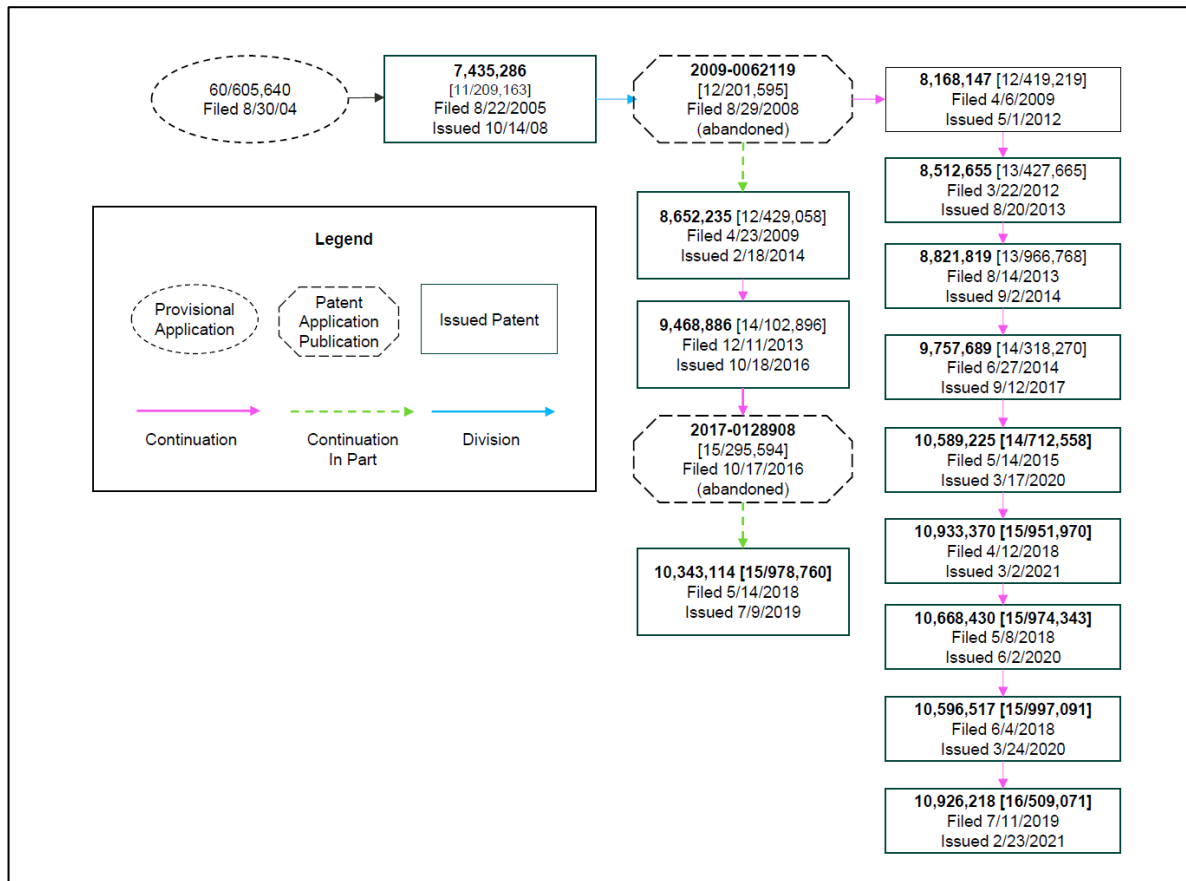 60/605,640
Filed 8/30/04
7,435,286
[11/209,163]
Filed 8/22/2005
Issued 10/14/08
2009-0062119
[12/201,595]
Filed 8/29/2008
(abandoned)
8,168,147 [12/419,219]
Filed 4/6/2009
Issued 5/1/2012
8,512,655 [13/427,665]
Filed 3/22/2012
Issued 8/20/2013
8,821,819 [13/966,768]
Filed 8/14/2013
Issued 9/2/2014
9,757,689 [14/318,270]
Filed 6/27/2014
Issued 9/12/2017
10,589,225 [14/712,558]
Filed 5/14/2015
Issued 3/17/2020
10,933,370 [15/951,970]
Filed 4/12/2018
Issued 3/2/2021
10,668,430 [15/974,343]
Filed 5/8/2018
Issued 6/2/2020
10,596,517 [15/997,091]
Filed 6/4/2018
Issued 3/24/2020
10,926,218 [16/509,071]
Filed 7/11/2019
Issued 2/23/2021
8,652,235 [12/429,058]
Filed 4/23/2009
Issued 2/18/2014
9,468,886 [14/102,896]
Filed 12/11/2013
Issued 10/18/2016
2017-0128908
[15/295,594]
Filed 10/17/2016
(abandoned)
10,343,114 [15/978,760]
Filed 5/14/2018
Issued 7/9/2019
Legend
Provisional
Application
Patent
Application
Publication
Issued Patent
Continuation
Continuation
In Part
Division